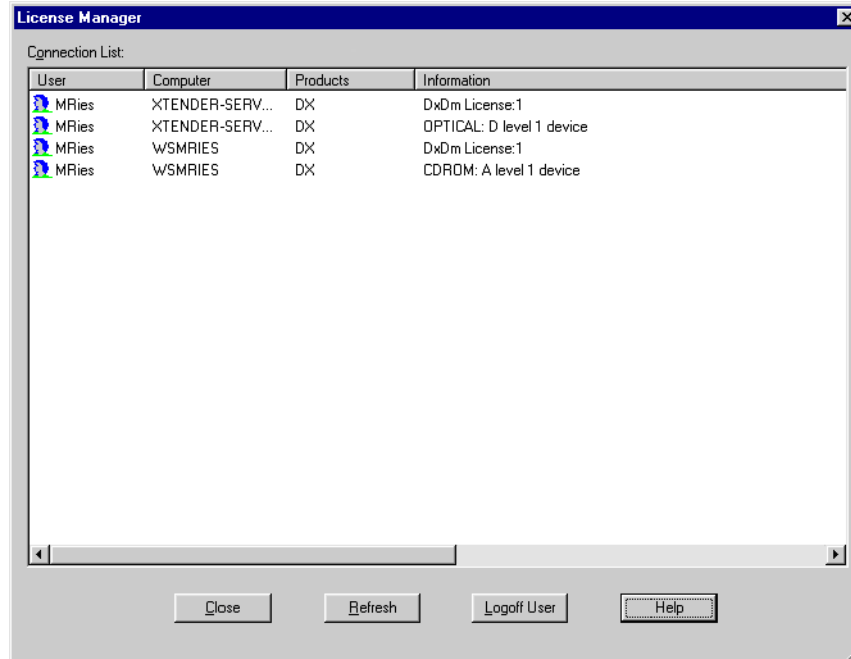 License Manager
Connection List:
User Computer Products Information
MRies XTENDER-SERV... DX DxDm License:1
MRies XTENDER-SERV... DX OPTICAL: D level 1 device
MRies WSMRIES DX DxDm License:1
MRies WSMRIES DX CDROM: A level 1 device
Close Refresh Logoff User Help